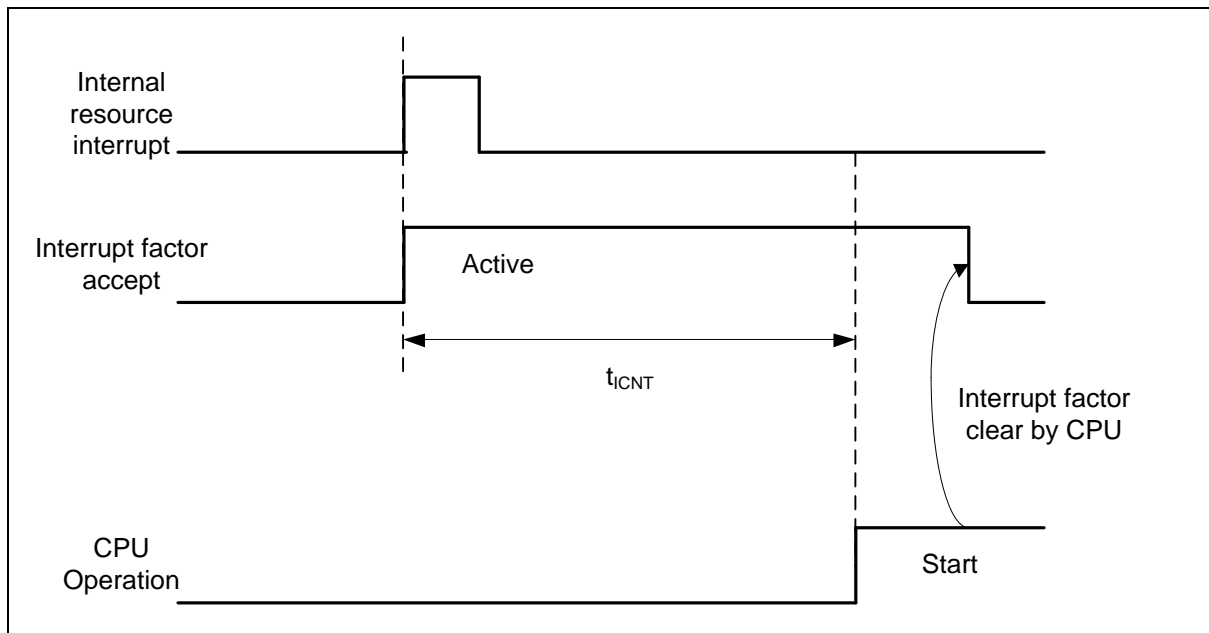 Internal
resource
interrupt
Interrupt factor
accept
Active
tICNT
Interrupt factor
clear by CPU
CPU
Operation
Start